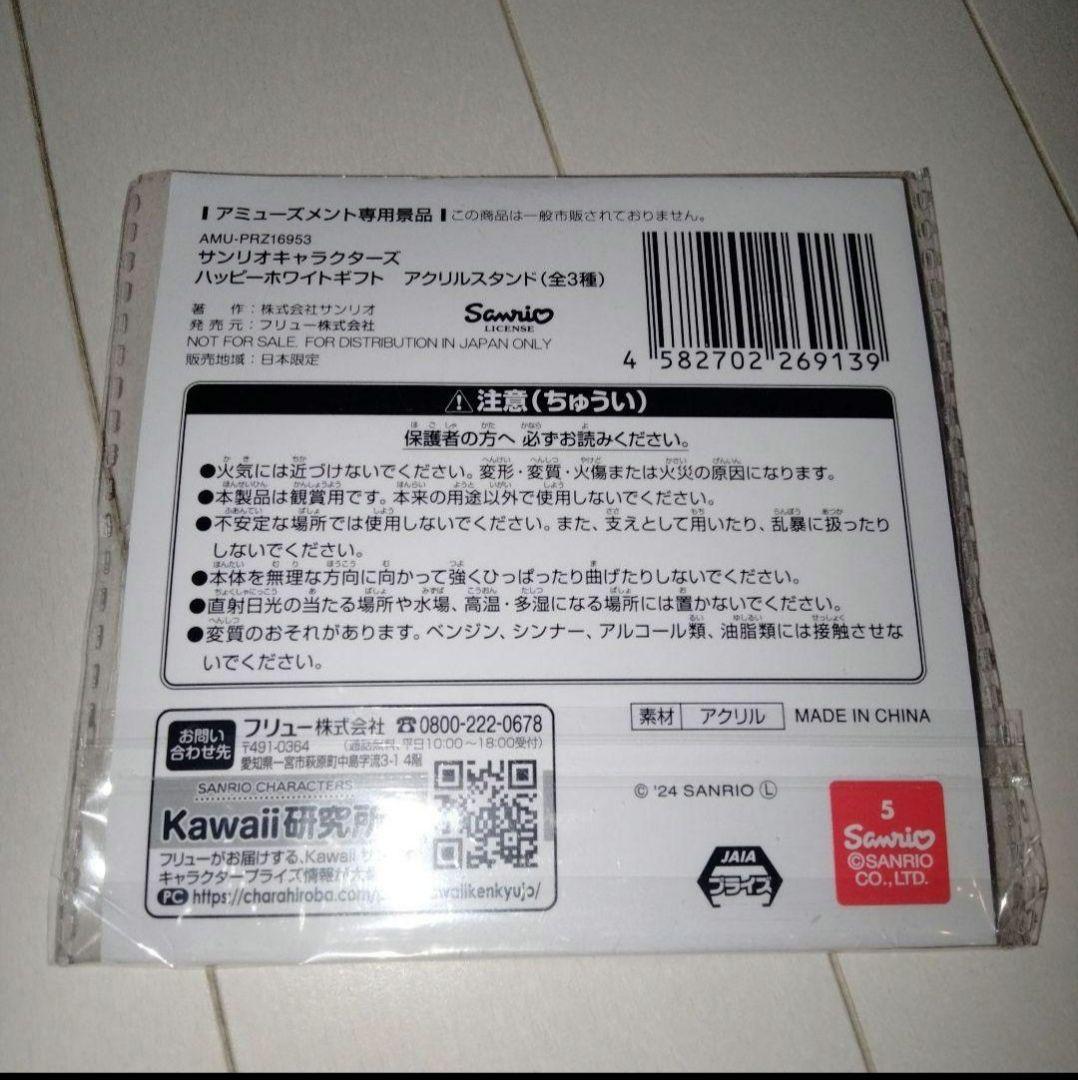 アミューズメント専用景品 この商品は一般市販されておりません。
AMU-PRZ16953
サンリオキャラクターズ
ハッピーホワイトギフト アクリルスタンド(全3種)
著 作:株式会社サンリオ
発売元:フリュー株式会社
Sanrio
LICENSE
NOT FOR SALE. FOR DISTRIBUTION IN JAPAN ONLY
販売地域:日本限定
4 582702 269139
⚠注意(ちゅうい)
保護者の方へ 必ずお読みください。
●火気には近づけないでください。変形・変質・火傷または火災の原因になります。
●本製品は観賞用です。本来の用途以外で使用しないでください。
●不安定な場所では使用しないでください。また、支えとして用いたり、乱暴に扱ったり
しないでください。
●本体を無理な方向に向かって強くひっぱったり曲げたりしないでください。
●直射日光の当たる場所や水場、高温・多湿になる場所には置かないでください。
●変質のおそれがあります。ベンジン、シンナー、アルコール類、油脂類には接触させな
いでください。
お問い
合わせ先
フリュー株式会社 ☎0800-222-0678
〒491-0364 (通話無料、平日10:00〜18:00受付)
愛知県一宮市萩原町中島字流3-1 4階
SANRIO CHARACTERS
Kawaii研究所
フリューがお届けする、Kawaii
キャラクタープライズ情報が
PC https://charahiroba.com/
素材 アクリル MADE IN CHINA
© '24 SANRIO Ⓛ
JAIA
プライズ
5
Sanrio
©SANRIO
CO., LTD.